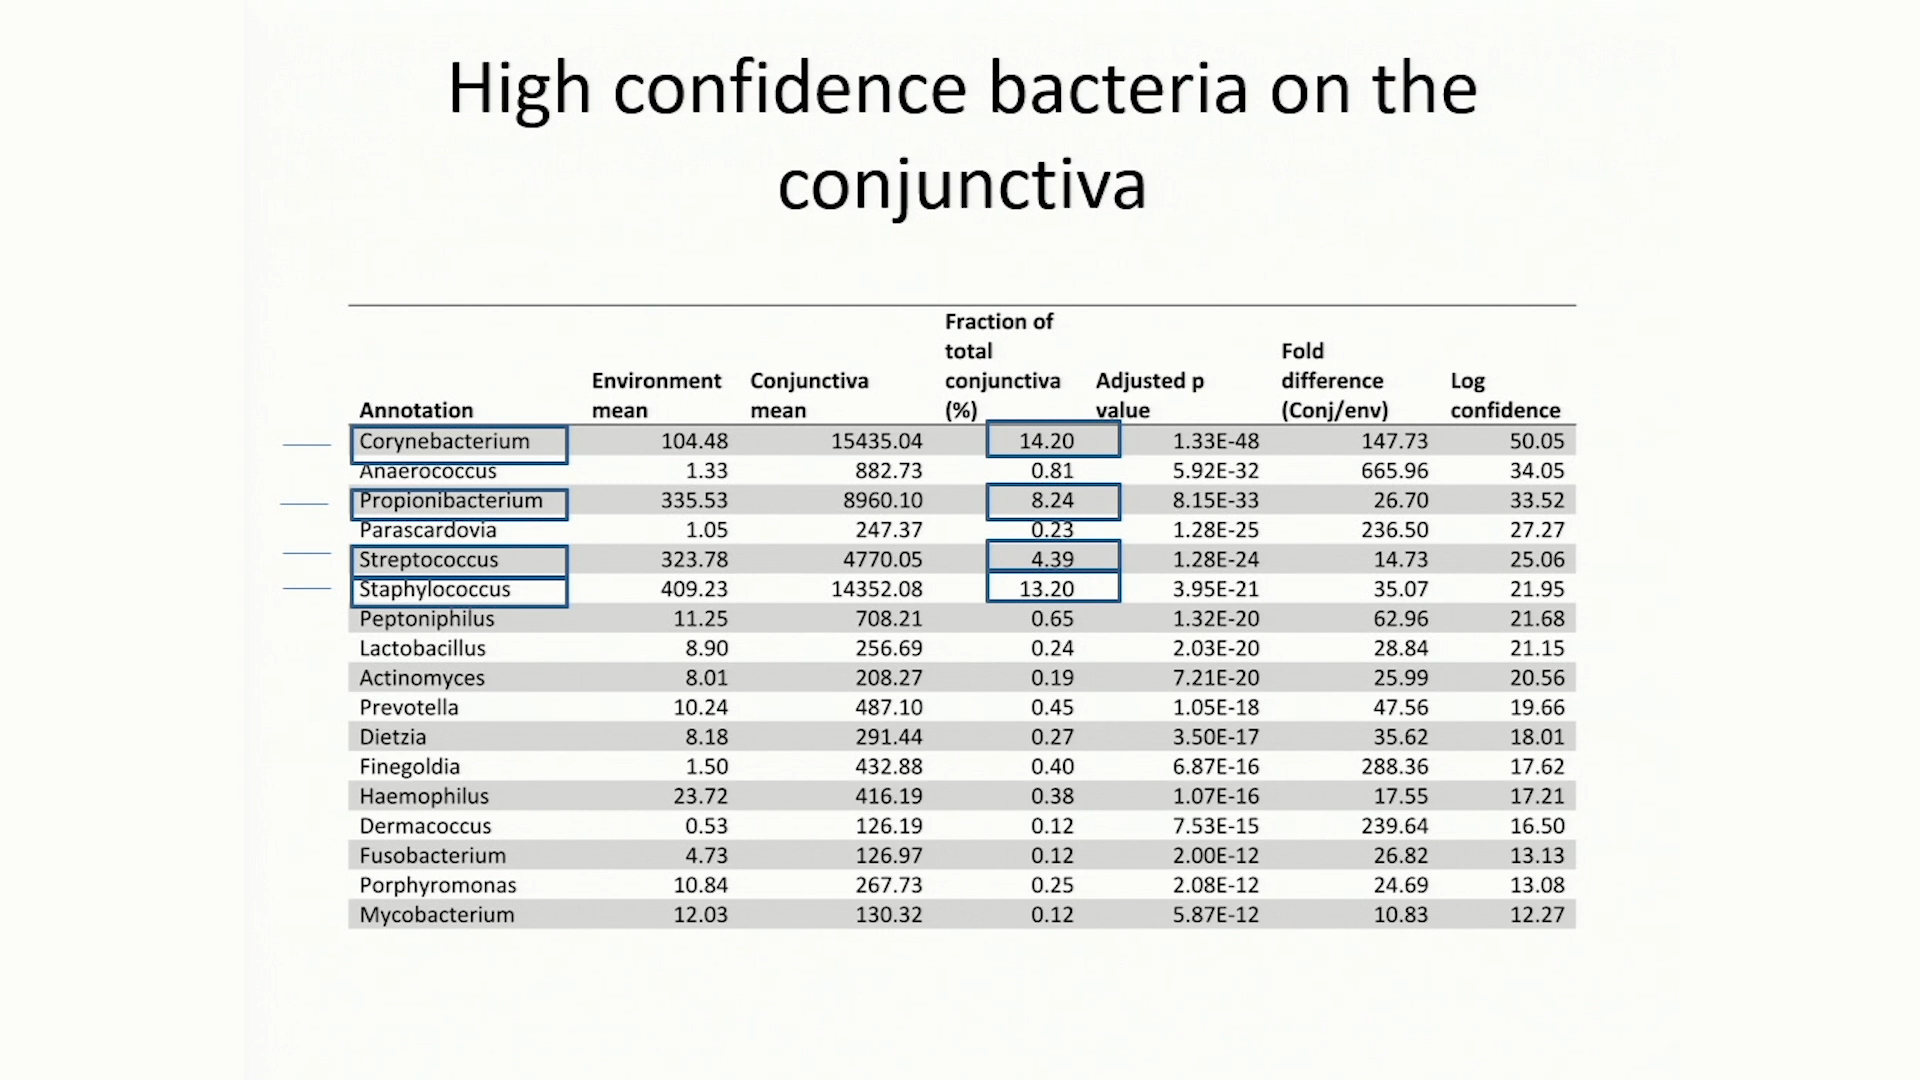 High confidence bacteria on the
conjunctiva
Fraction of
total
Fold
Environment Conjunctiva conjunctiva Adjusted p difference Log
Annotation mean mean (%) value (Conj/env) confidence
Corynebacterium 104.48 15435.04 14.20 1.33E-48 147.73 50.05
Anaerococcus 1.33 882.73 0.81 5.92E-32 665.96 34.05
Propionibacterium 335.53 8960.10 8.24 8.15E-33 26.70 33.52
Parascardovia 1.05 247.37 0.23 1.28E-25 236.50 27.27
Streptococcus 323.78 4770.05 4.39 1.28E-24 14.73 25.06
Staphylococcus 409.23 14352.08 13.20 3.95E-21 35.07 21.95
Peptoniphilus 11.25 708.21 0.65 1.32E-20 62.96 21.68
Lactobacillus 8.90 256.69 0.24 2.03E-20 28.84 21.15
Actinomyces 8.01 208.27 0.19 7.21E-20 25.99 20.56
Prevotella 10.24 487.10 0.45 1.05E-18 47.56 19.66
Dietzia 8.18 291.44 0.27 3.50E-17 35.62 18.01
Finegoldia 1.50 432.88 0.40 6.87E-16 288.36 17.62
Haemophilus 23.72 416.19 0.38 1.07E-16 17.55 17.21
Dermacoccus 0.53 126.19 0.12 7.53E-15 239.64 16.50
Fusobacterium 4.73 126.97 0.12 2.00E-12 26.82 13.13
Porphyromonas 10.84 267.73 0.25 2.08E-12 24.69 13.08
Mycobacterium 12.03 130.32 0.12 5.87E-12 10.83 12.27